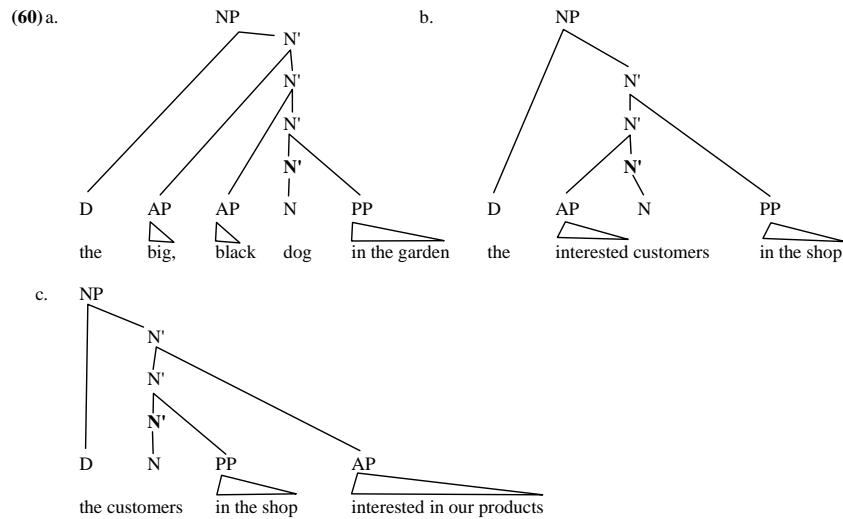 (60) a. NP b. NP
N'
N' N'
N' N'
N' N'
D AP AP N PP D AP N PP
the big, black dog in the garden the interested customers in the shop
c. NP
N'
N'
N'
D N PP AP
the customers in the shop interested in our products